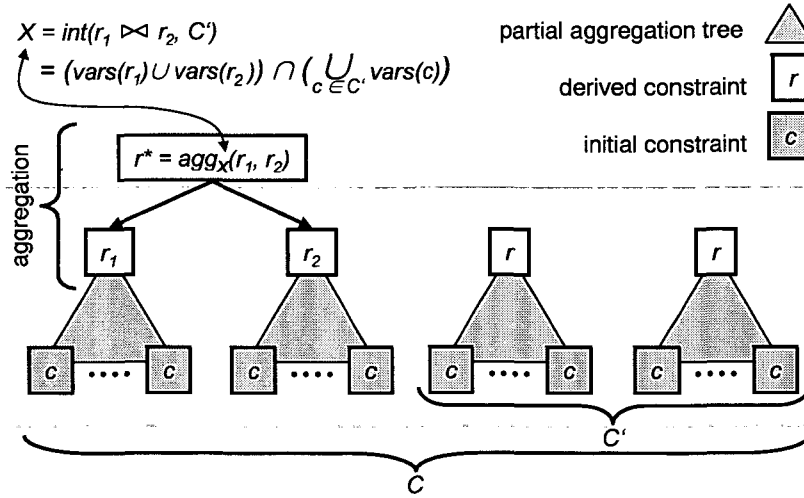 X = int(r₁ ⋈ r₂, C‘)
= (vars(r₁) ∪ vars(r₂)) ∩ (⋃ vars(c))
c ∈ C‘
partial aggregation tree
derived constraint
r
initial constraint
c
r* = agg_X(r₁, r₂)
aggregation
r₁ r₂ r r
c •••• c c •••• c c •••• c c •••• c
C‘
C